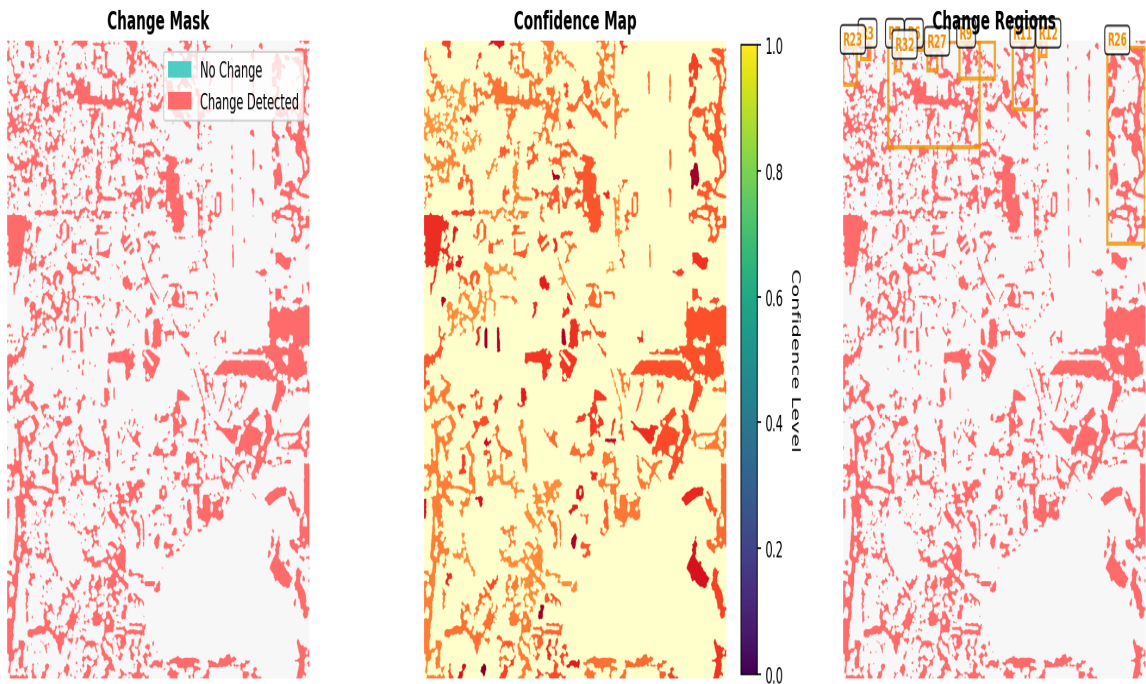 Change Mask
No Change
Change Detected
Confidence Map
1.0
0.8
0.6
0.4
0.2
0.0
Confidence Level
Change Regions
R23
R32
R27
R9
R11
R12
R26